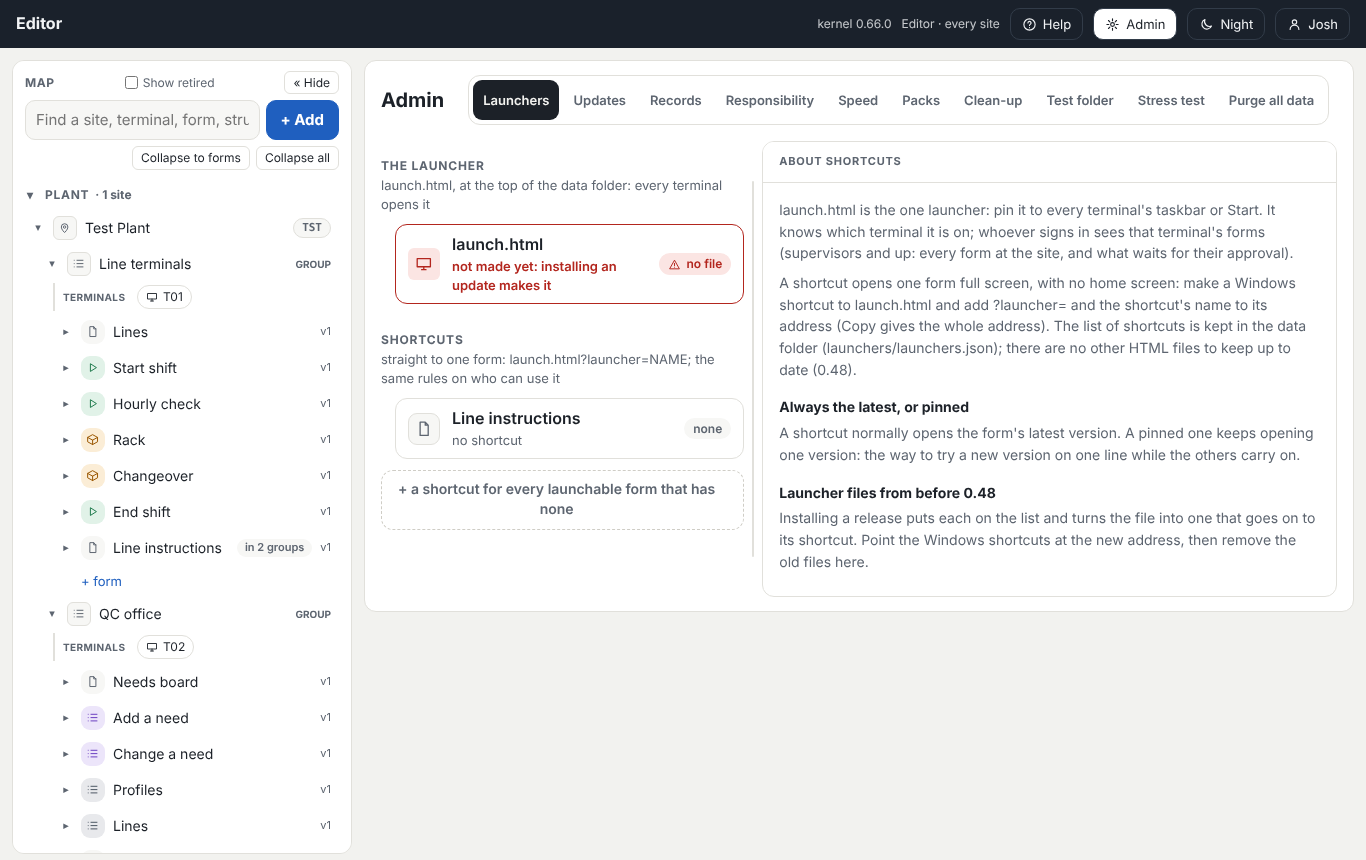 Editor
kernel 0.66.0 Editor · every site
Help
Admin
Night
Josh
MAP
Show retired
« Hide
Find a site, terminal, form, stru
+ Add
Collapse to forms
Collapse all
PLANT · 1 site
Test Plant
TST
Line terminals
GROUP
TERMINALS
T01
Lines
v1
Start shift
v1
Hourly check
v1
Rack
v1
Changeover
v1
End shift
v1
Line instructions
in 2 groups
v1
+ form
QC office
GROUP
TERMINALS
T02
Needs board
v1
Add a need
v1
Change a need
v1
Profiles
v1
Lines
v1
Admin
Launchers
Updates
Records
Responsibility
Speed
Packs
Clean-up
Test folder
Stress test
Purge all data
THE LAUNCHER
launch.html, at the top of the data folder: every terminal
opens it
launch.html
not made yet: installing an
update makes it
no file
SHORTCUTS
straight to one form: launch.html?launcher=NAME; the
same rules on who can use it
Line instructions
no shortcut
none
+ a shortcut for every launchable form that has
none
ABOUT SHORTCUTS
launch.html is the one launcher: pin it to every terminal's taskbar or Start. It
knows which terminal it is on; whoever signs in sees that terminal's forms
(supervisors and up: every form at the site, and what waits for their approval).
A shortcut opens one form full screen, with no home screen: make a Windows
shortcut to launch.html and add ?launcher= and the shortcut's name to its
address (Copy gives the whole address). The list of shortcuts is kept in the data
folder (launchers/launchers.json); there are no other HTML files to keep up to
date (0.48).
Always the latest, or pinned
A shortcut normally opens the form's latest version. A pinned one keeps opening
one version: the way to try a new version on one line while the others carry on.
Launcher files from before 0.48
Installing a release puts each on the list and turns the file into one that goes on to
its shortcut. Point the Windows shortcuts at the new address, then remove the
old files here.